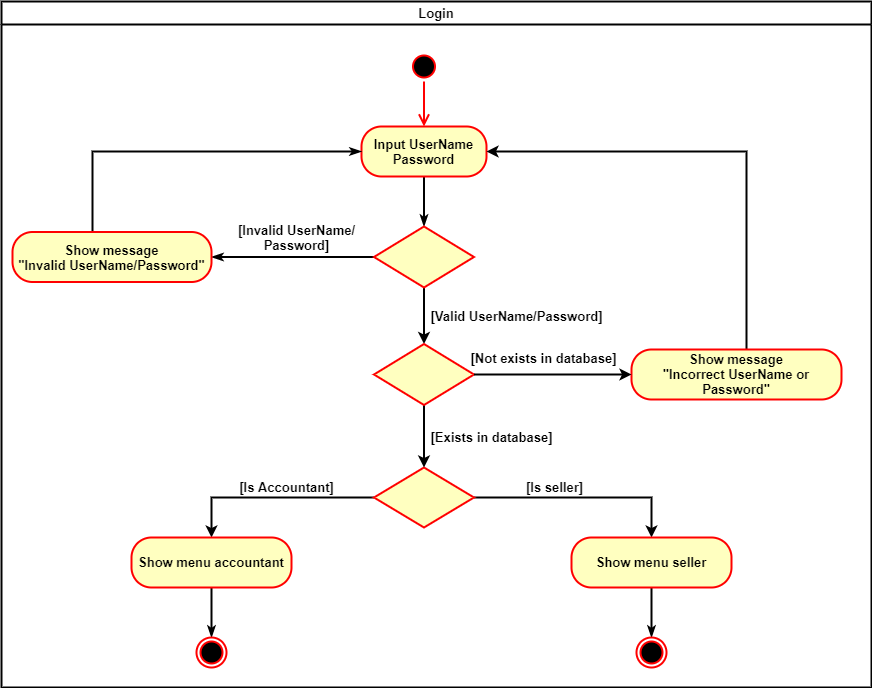 Login
Input UserName
Password
[Invalid UserName/
Password]
Show message
"Invalid UserName/Password"
[Valid UserName/Password]
[Not exists in database]
Show message
"Incorrect UserName or
Password"
[Exists in database]
[Is Accountant]
[Is seller]
Show menu accountant
Show menu seller